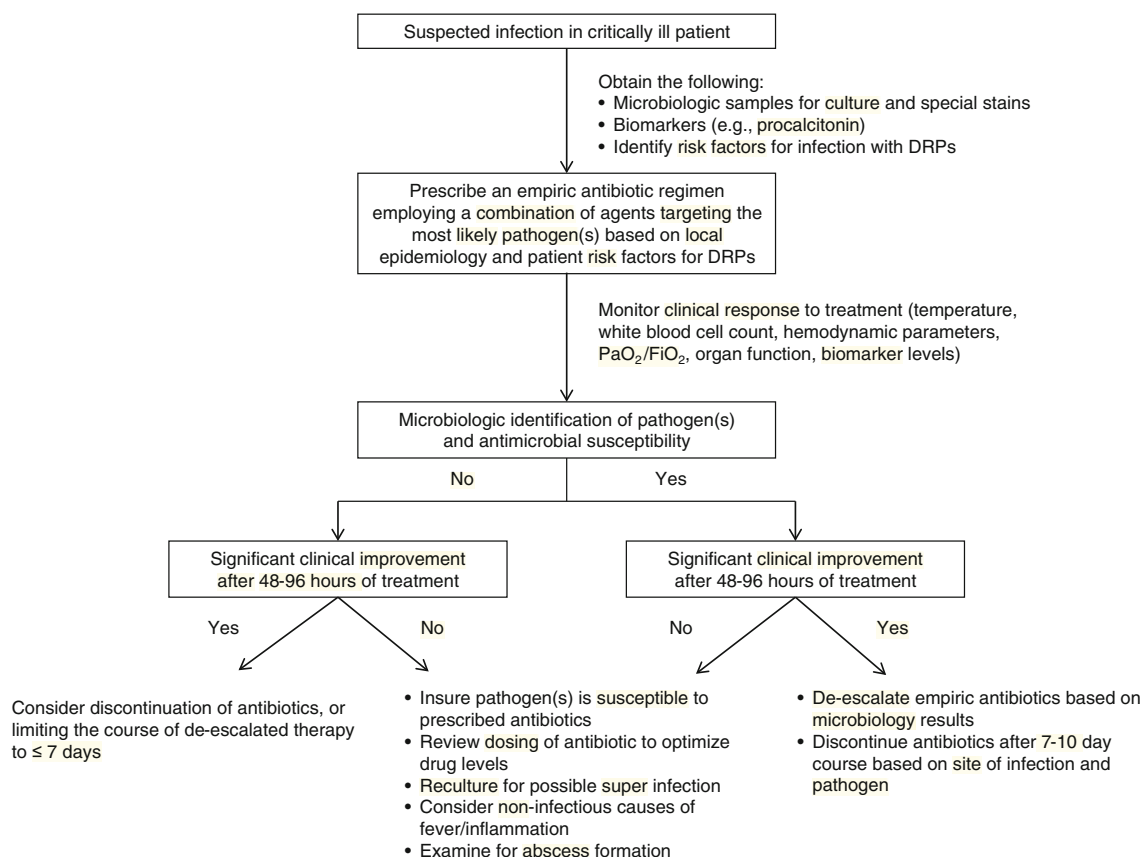 Suspected infection in critically ill patient
Obtain the following:
• Microbiologic samples for culture and special stains
• Biomarkers (e.g., procalcitonin)
• Identify risk factors for infection with DRPs
Prescribe an empiric antibiotic regimen
employing a combination of agents targeting the
most likely pathogen(s) based on local
epidemiology and patient risk factors for DRPs
Monitor clinical response to treatment (temperature,
white blood cell count, hemodynamic parameters,
PaO₂/FiO₂, organ function, biomarker levels)
Microbiologic identification of pathogen(s)
and antimicrobial susceptibility
No
Yes
Significant clinical improvement
after 48-96 hours of treatment
Significant clinical improvement
after 48-96 hours of treatment
Yes
No
No
Yes
Consider discontinuation of antibiotics, or
limiting the course of de-escalated therapy
to ≤ 7 days
• Insure pathogen(s) is susceptible to
prescribed antibiotics
• Review dosing of antibiotic to optimize
drug levels
• Reculture for possible super infection
• Consider non-infectious causes of
fever/inflammation
• Examine for abscess formation
• De-escalate empiric antibiotics based on
microbiology results
• Discontinue antibiotics after 7-10 day
course based on site of infection and
pathogen